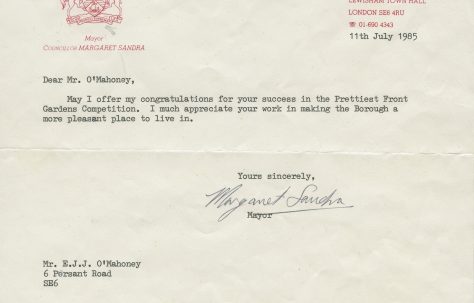 LEWISHAM TOWN HALL
LONDON SE6 4RU
☎ 01-690 4343
11th July 1985
Mayor
COUNCILLOR MARGARET SANDRA
Dear Mr. O'Mahoney,
May I offer my congratulations for your success in the Prettiest Front
Gardens Competition. I much appreciate your work in making the Borough a
more pleasant place to live in.
Yours sincerely,
Margaret Sandra
Mayor
Mr. E.J.J. O'Mahoney
6 Persant Road
SE6